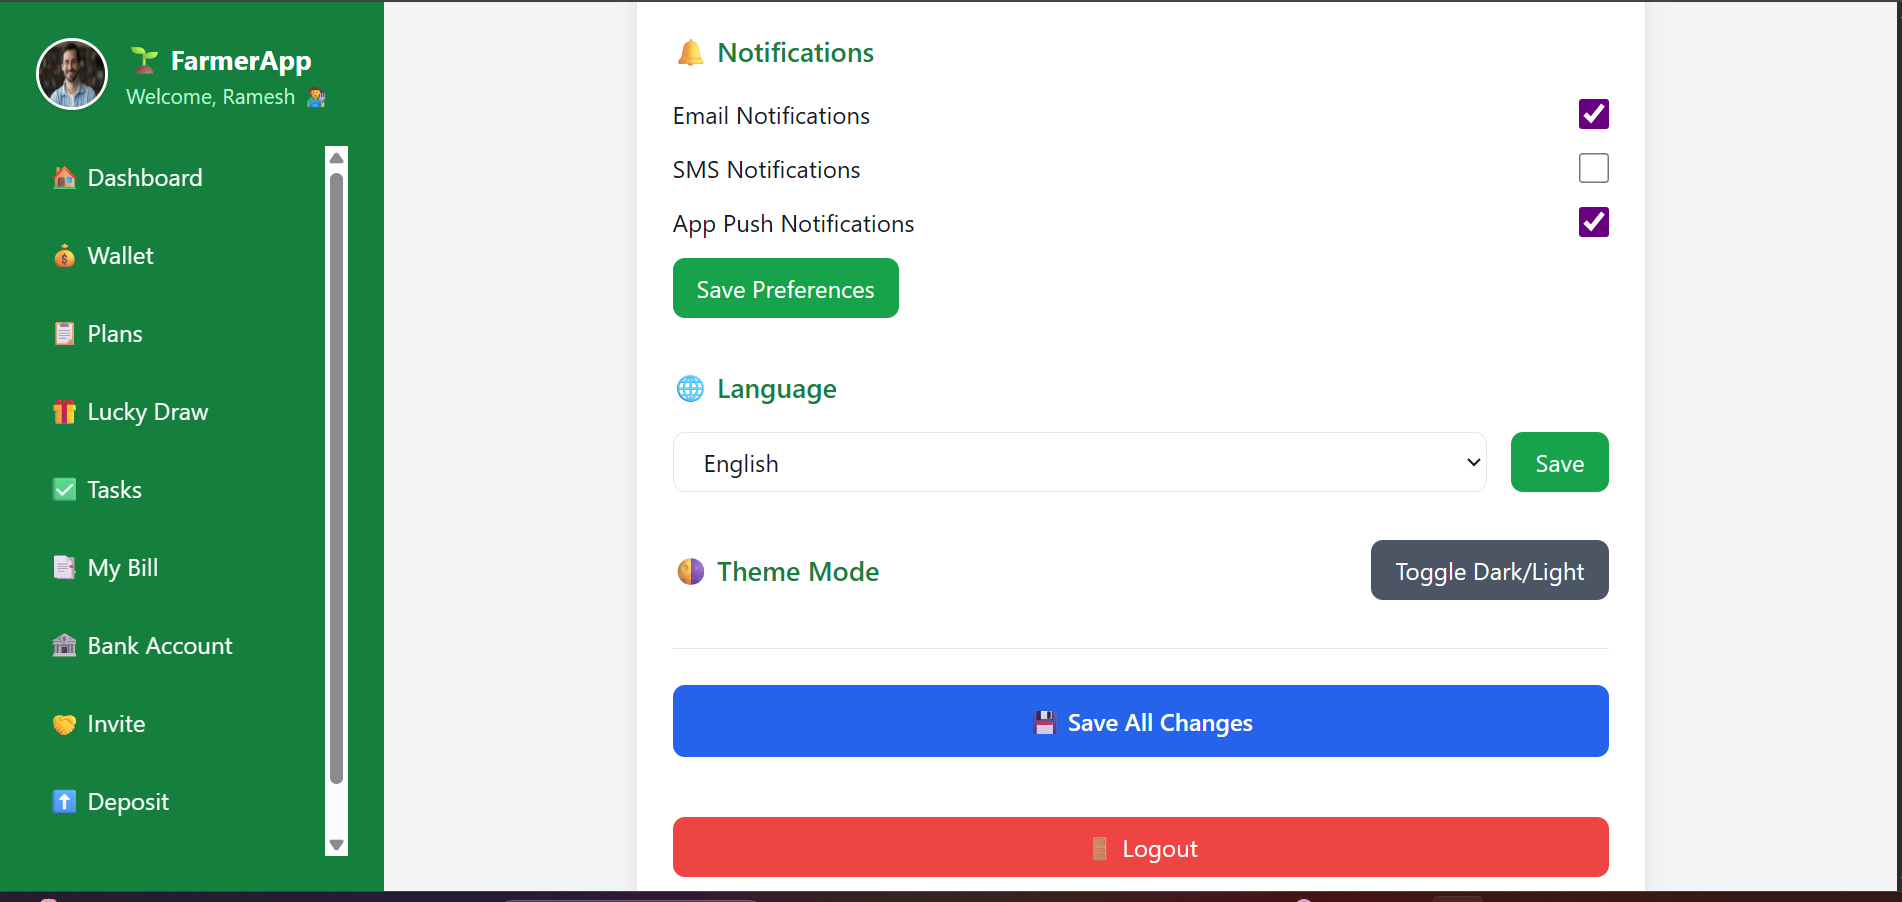 FarmerApp
Welcome, Ramesh
Dashboard
Wallet
Plans
Lucky Draw
Tasks
My Bill
Bank Account
Invite
Deposit
Notifications
Email Notifications
SMS Notifications
App Push Notifications
Save Preferences
Language
English
Save
Theme Mode
Toggle Dark/Light
Save All Changes
Logout